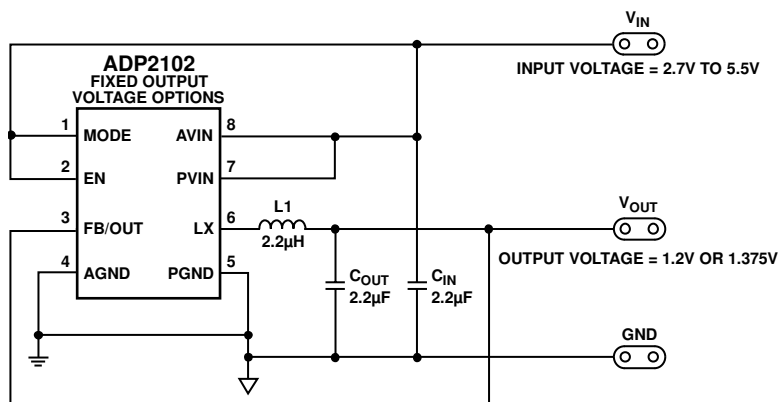 VIN
INPUT VOLTAGE = 2.7V TO 5.5V
ADP2102
FIXED OUTPUT
VOLTAGE OPTIONS
1 MODE AVIN 8
2 EN PVIN 7
3 FB/OUT LX 6
4 AGND PGND 5
L1
2.2µH
COUT
2.2µF
CIN
2.2µF
VOUT
OUTPUT VOLTAGE = 1.2V OR 1.375V
GND